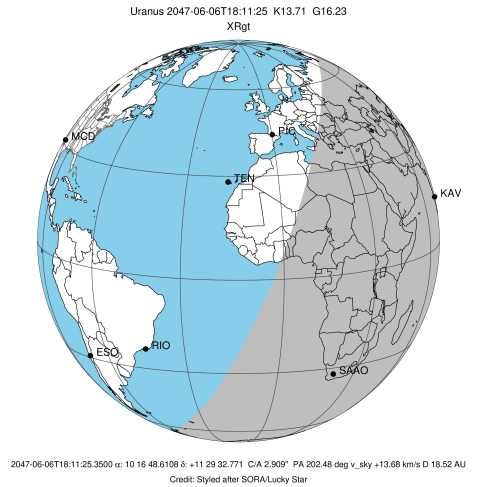 Uranus 2047-06-06T18:11:25  K13.71  G16.23
XRgt
MCD
PIC
TEN
KAV
RIO
ESO
SAAO
2047-06-06T18:11:25.3500 α: 10 16 48.6108 δ: +11 29 32.771  C/A 2.909"  PA 202.48 deg v_sky +13.68 km/s D 18.52 AU
Credit: Styled after SORA/Lucky Star